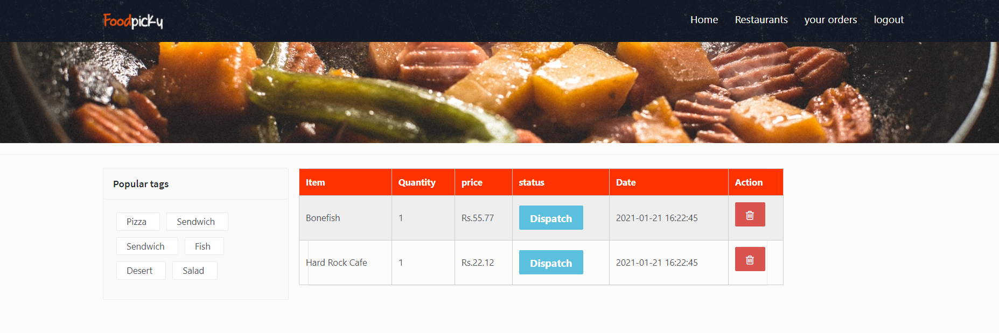 Foodpicky
Home Restaurants your orders logout
Popular tags
Pizza Sendwich
Sendwich Fish
Desert Salad
Item Quantity price status Date Action
Bonefish 1 Rs.55.77 Dispatch 2021-01-21 16:22:45
Hard Rock Cafe 1 Rs.22.12 Dispatch 2021-01-21 16:22:45